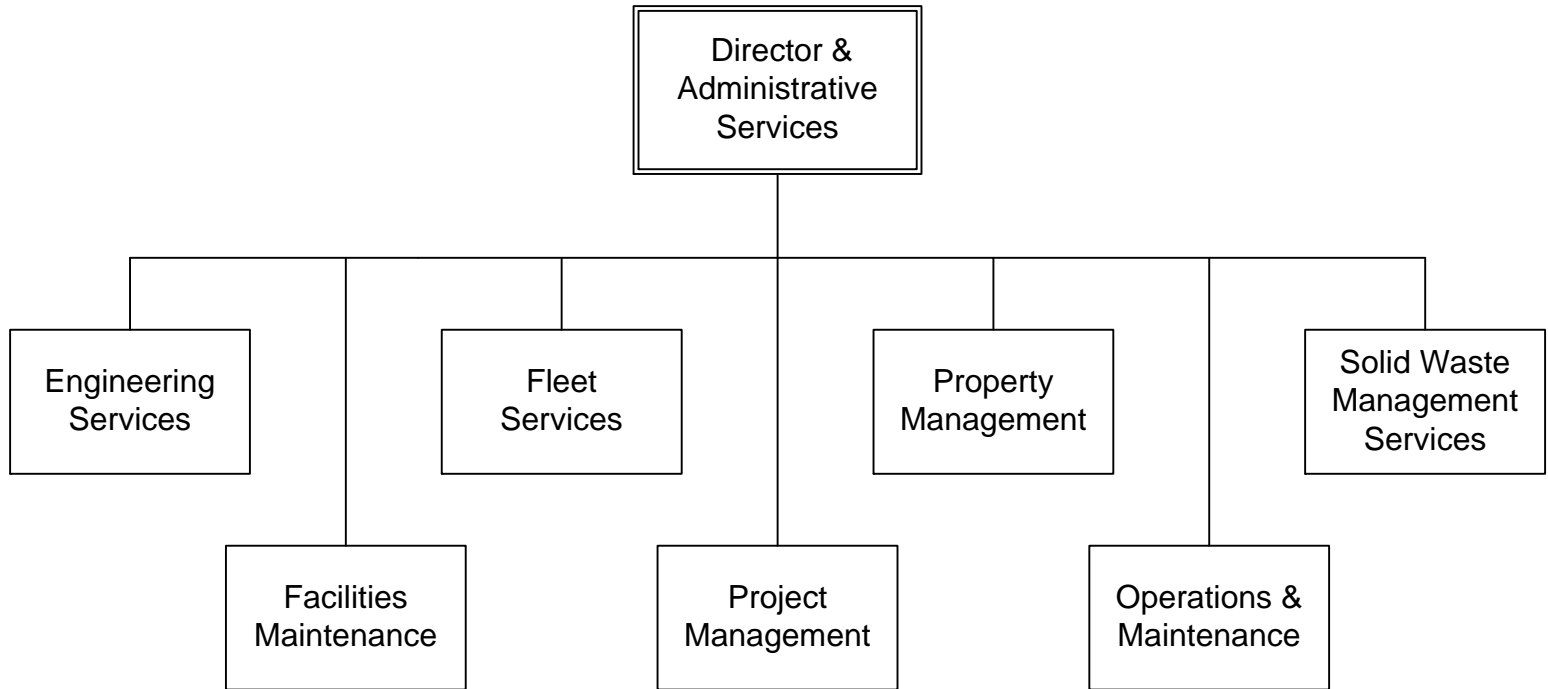 Director &
Administrative
Services
Engineering
Services
Fleet
Services
Property
Management
Solid Waste
Management
Services
Facilities
Maintenance
Project
Management
Operations &
Maintenance